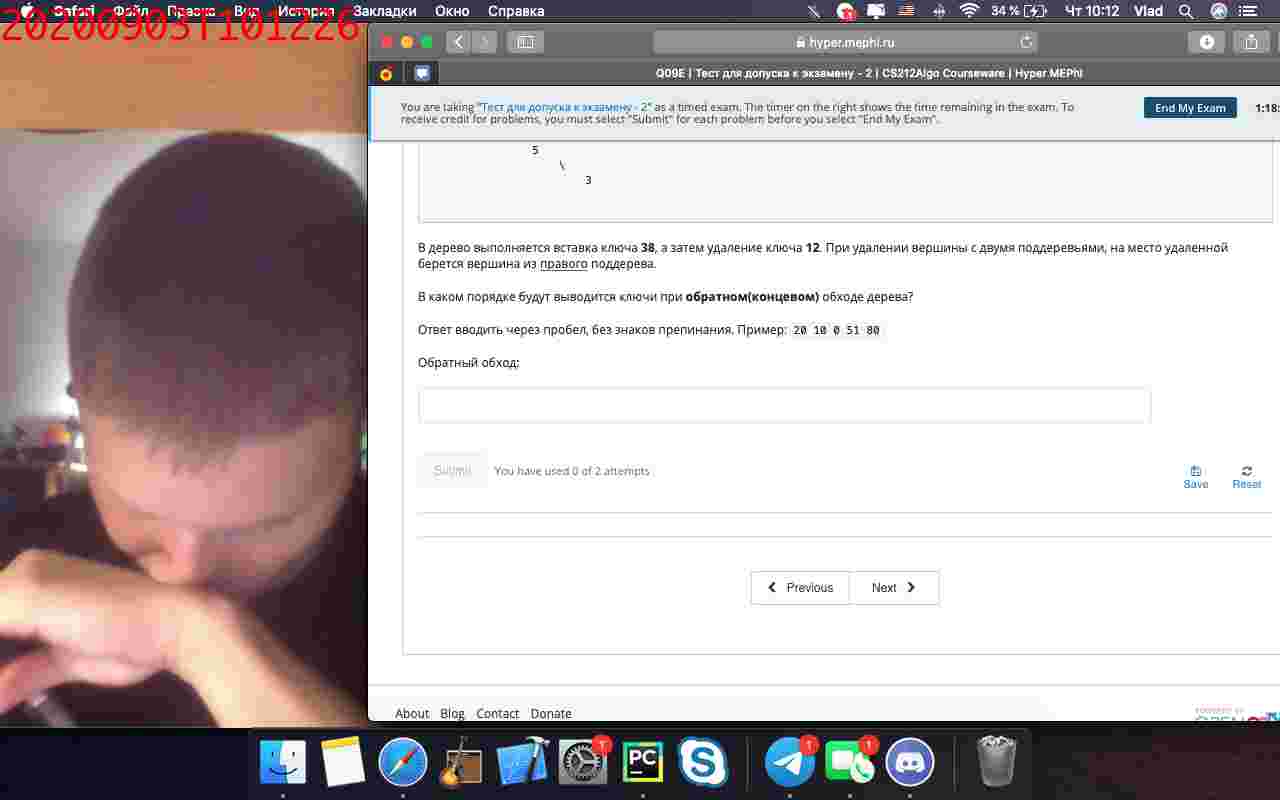 20200903T101226
Safari Файл Правка Вид История Закладки Окно Справка
34 % Чт 10:12 Vlad
hyper.mephi.ru
Q09E | Тест для допуска к экзамену - 2 | CS212Algo Courseware | Hyper.MEPhI
You are taking "Тест для допуска к экзамену - 2" as a timed exam. The timer on the right shows the time remaining in the exam. To
receive credit for problems, you must select "Submit" for each problem before you select "End My Exam".
End My Exam
1:18:
5
\
3
В дерево выполняется вставка ключа 38, а затем удаление ключа 12. При удалении вершины с двумя поддеревьями, на место удаленной
берется вершина из правого поддерева.
В каком порядке будут выводится ключи при обратном(концевом) обходе дерева?
Ответ вводить через пробел, без знаков препинания. Пример: 20 10 0 51 80
Обратный обход:
Submit
You have used 0 of 2 attempts
Save
Reset
Previous
Next
About Blog Contact Donate
POWERED BY
1
PC
1
1